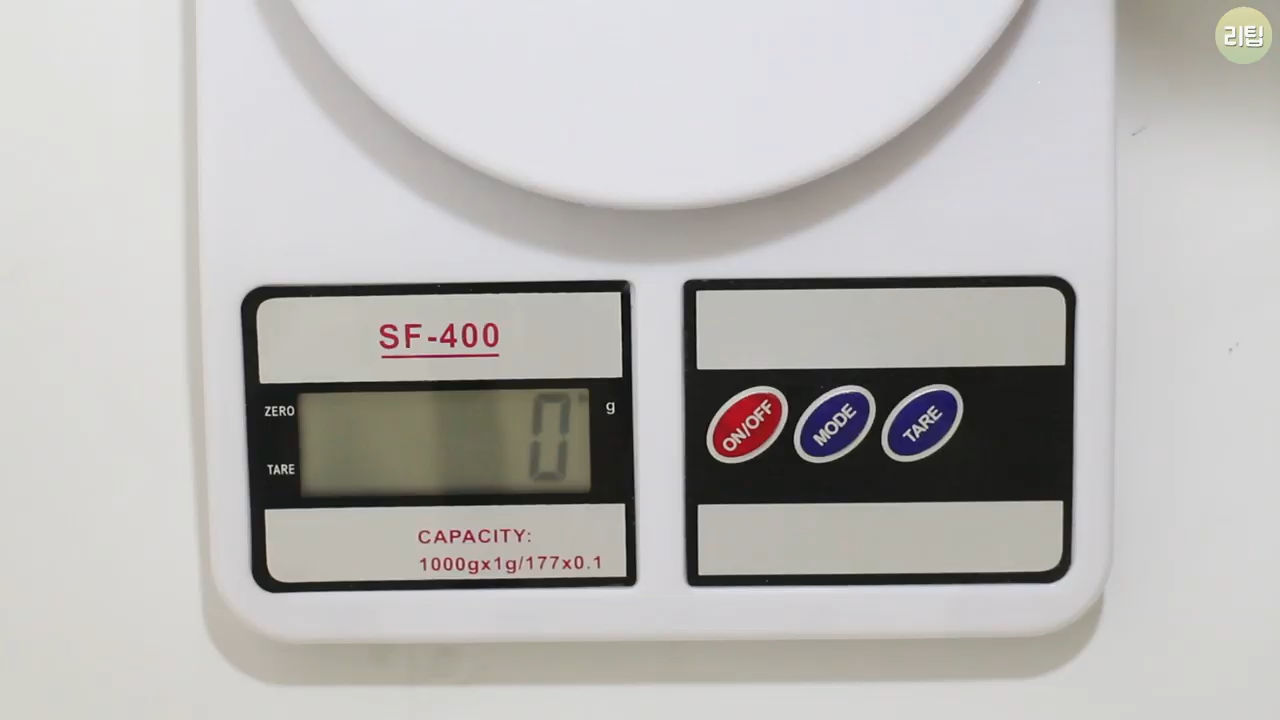 리팁
SF-400
ZERO
0
g
TARE
CAPACITY:
1000gx1g/177x0.1
ON/OFF
MODE
TARE